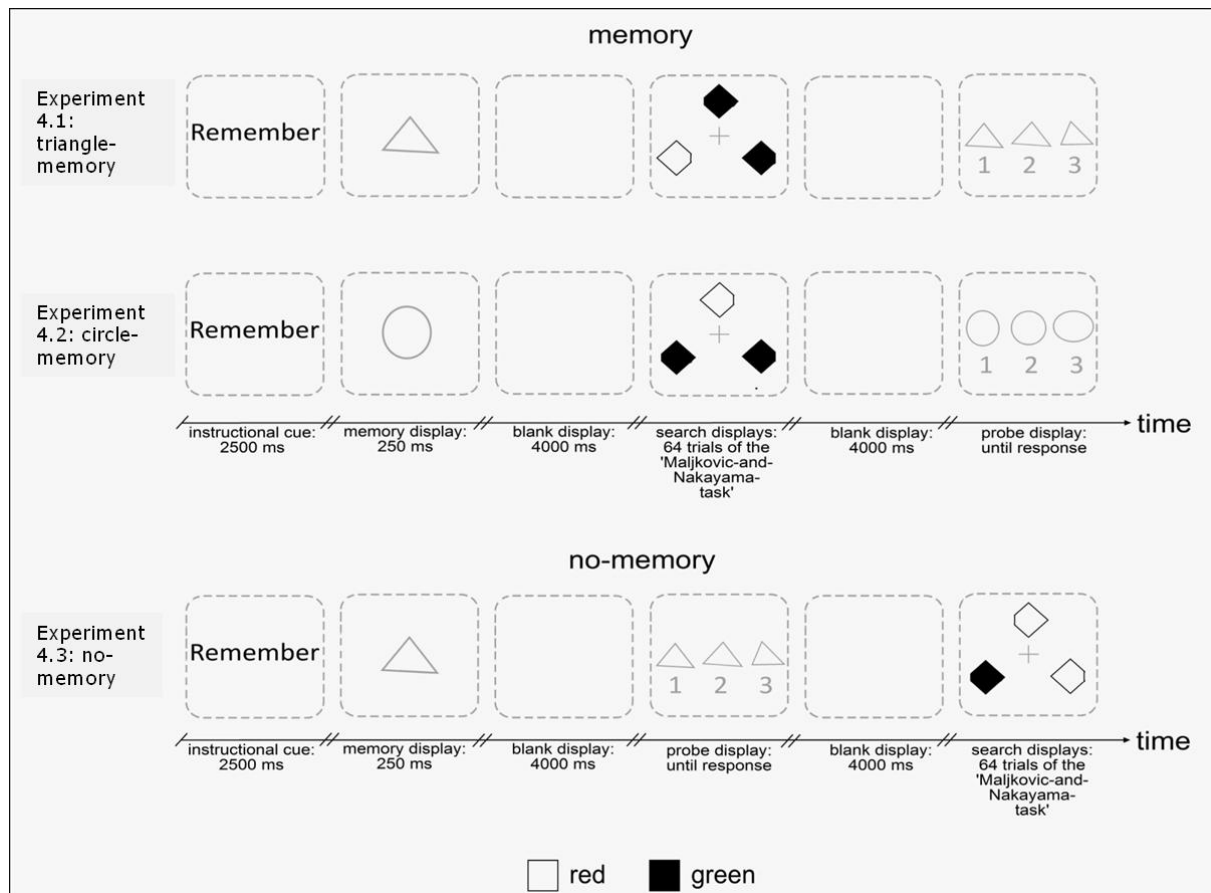 memory
Experiment
4.1:
triangle-
memory
Remember
1 2 3
Experiment
4.2: circle-
memory
Remember
1 2 3
time
instructional cue:
2500 ms
memory display:
250 ms
blank display:
4000 ms
search displays:
64 trials of the
'Maljkovic-and-
Nakayama-
task'
blank display:
4000 ms
probe display:
until response
no-memory
Experiment
4.3: no-
memory
Remember
1 2 3
time
instructional cue:
2500 ms
memory display:
250 ms
blank display:
4000 ms
probe display:
until response
blank display:
4000 ms
search displays:
64 trials of the
'Maljkovic-and-
Nakayama-
task'
red
green